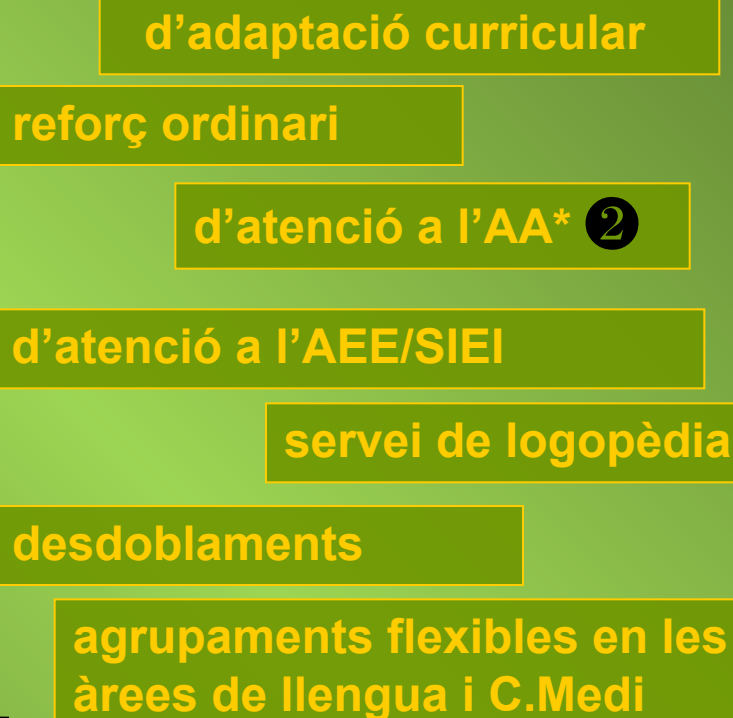 d’adaptació curricular
reforç ordinari
d’atenció a l’AA* ❷
d’atenció a l’AEE/SIEI
servei de logopèdia
desdoblaments
agrupaments flexibles en les
àrees de llengua i C.Medi